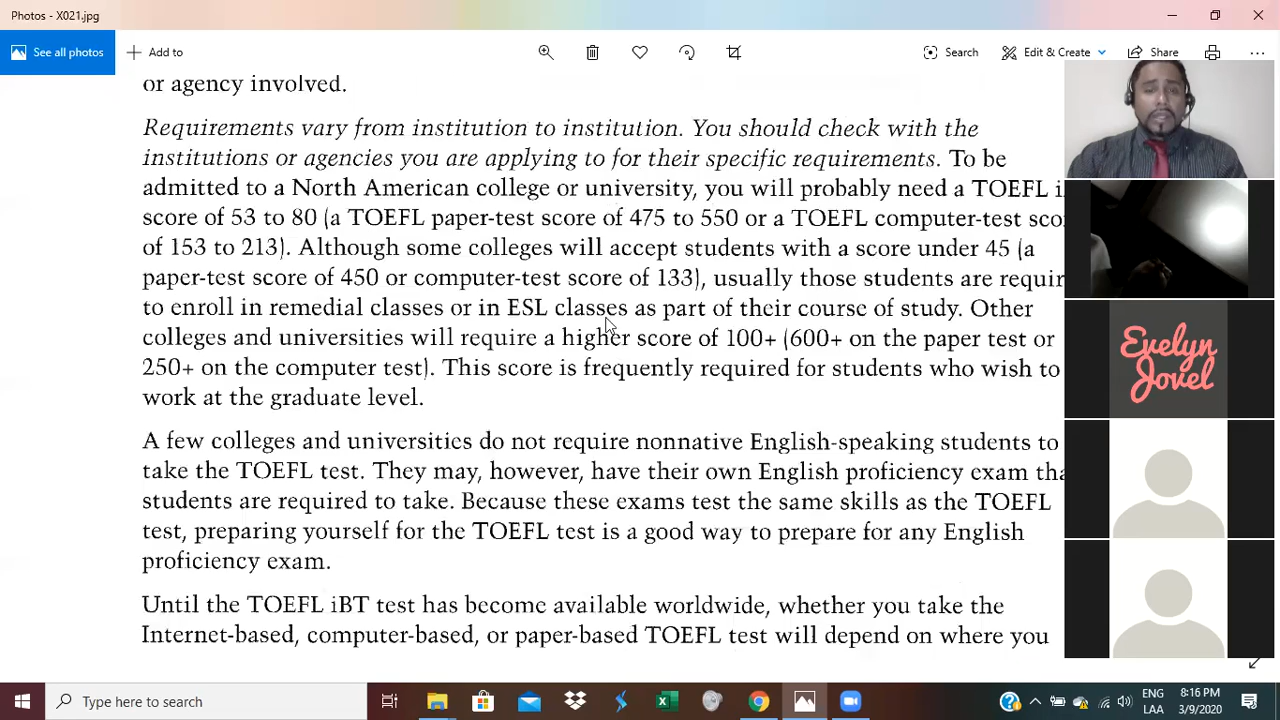 Photos - X021.jpg
See all photos
Add to
Search
Edit & Create
Share
or agency involved.
Requirements vary from institution to institution. You should check with the
institutions or agencies you are applying to for their specific requirements. To be
admitted to a North American college or university, you will probably need a TOEFL i
score of 53 to 80 (a TOEFL paper-test score of 475 to 550 or a TOEFL computer-test sco
of 153 to 213). Although some colleges will accept students with a score under 45 (a
paper-test score of 450 or computer-test score of 133), usually those students are requir
to enroll in remedial classes or in ESL classes as part of their course of study. Other
colleges and universities will require a higher score of 100+ (600+ on the paper test or
250+ on the computer test). This score is frequently required for students who wish to
work at the graduate level.
Evelyn
Jovel
A few colleges and universities do not require nonnative English-speaking students to
take the TOEFL test. They may, however, have their own English proficiency exam tha
students are required to take. Because these exams test the same skills as the TOEFL
test, preparing yourself for the TOEFL test is a good way to prepare for any English
proficiency exam.
Until the TOEFL iBT test has become available worldwide, whether you take the
Internet-based, computer-based, or paper-based TOEFL test will depend on where you
Type here to search
ENG
LAA
8:16 PM
3/9/2020